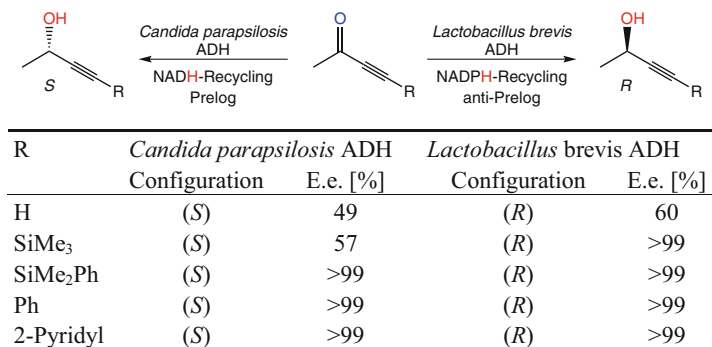 OH
S
R
Candida parapsilosis
ADH
NADH-Recycling
Prelog
O
R
Lactobacillus brevis
ADH
NADPH-Recycling
anti-Prelog
OH
R
R
R Candida parapsilosis ADH Lactobacillus brevis ADH
Configuration E.e. [%] Configuration E.e. [%]
H (S) 49 (R) 60
SiMe₃ (S) 57 (R) >99
SiMe₂Ph (S) >99 (R) >99
Ph (S) >99 (R) >99
2-Pyridyl (S) >99 (R) >99